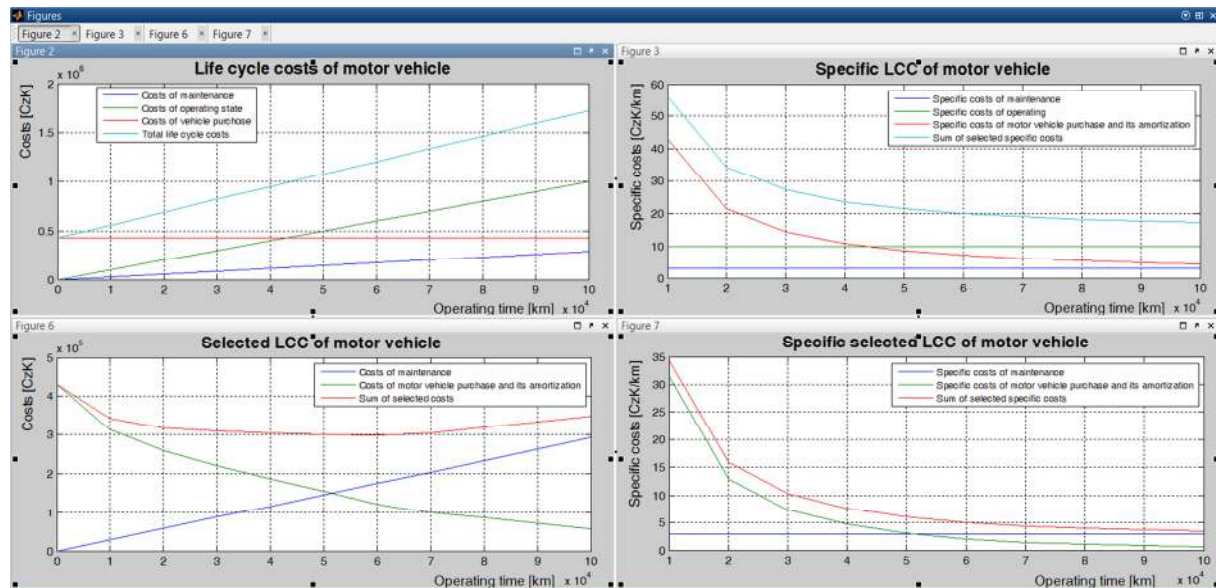 Figures
Figure 2 × Figure 3 × Figure 6 × Figure 7 ×
Figure 2
Life cycle costs of motor vehicle
x 10^6
Costs [CzK]
2
1.5
1
0.5
0
Costs of maintenance
Costs of operating state
Costs of vehicle purchase
Total life cycle costs
0 1 2 3 4 5 6 7 8 9 10
Operating time [km] x 10^4
Figure 3
Specific LCC of motor vehicle
Specific costs [CzK/km]
60
50
40
30
20
10
0
Specific costs of maintenance
Specific costs of operating
Specific costs of motor vehicle purchase and its amortization
Sum of selected specific costs
1 2 3 4 5 6 7 8 9 10
Operating time [km] x 10^4
Figure 6
Selected LCC of motor vehicle
x 10^5
Costs [CzK]
5
4
3
2
1
0
Costs of maintenance
Costs of motor vehicle purchase and its amortization
Sum of selected costs
0 1 2 3 4 5 6 7 8 9 10
Operating time [km] x 10^4
Figure 7
Specific selected LCC of motor vehicle
Specific costs [CzK/km]
35
30
25
20
15
10
5
0
Specific costs of maintenance
Specific costs of motor vehicle purchase and its amortization
Sum of selected specific costs
1 2 3 4 5 6 7 8 9 10
Operating time [km] x 10^4